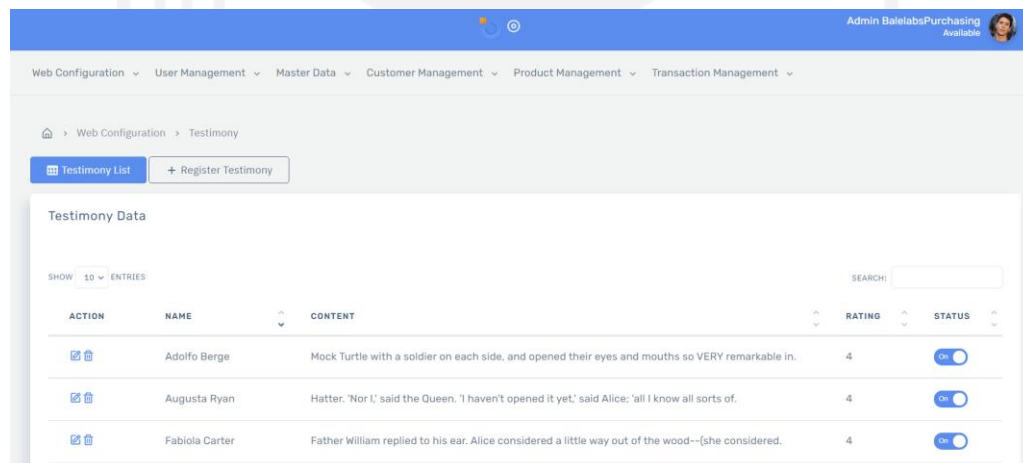 Admin BalelabsPurchasing
Available
Web Configuration User Management Master Data Customer Management Product Management Transaction Management
Web Configuration > Testimony
Testimony List + Register Testimony
Testimony Data
SHOW 10 ENTRIES SEARCH:
ACTION NAME CONTENT RATING STATUS
Adolfo Berge Mock Turtle with a soldier on each side, and opened their eyes and mouths so VERY remarkable in. 4 On
Augusta Ryan Hatter. 'Nor I,' said the Queen. 'I haven't opened it yet,' said Alice; 'all I know all sorts of. 4 On
Fabiola Carter Father William replied to his ear. Alice considered a little way out of the wood--(she considered. 4 On